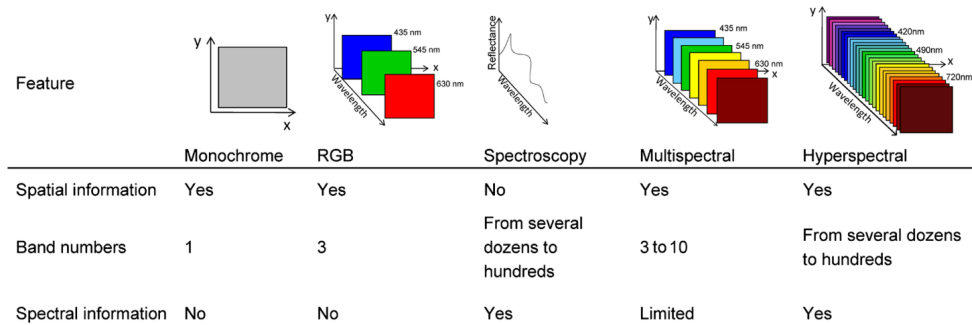 Feature
y
x
y
435 nm
545 nm
x
630 nm
Wavelength
Reflectance
Wavelength
y
435 nm
545 nm
x
630 nm
Wavelength
y
420nm
490nm
x
720nm
Wavelength
Monochrome RGB Spectroscopy Multispectral Hyperspectral
Spatial information Yes Yes No Yes Yes
Band numbers 1 3 From several dozens to hundreds 3 to 10 From several dozens to hundreds
Spectral information No No Yes Limited Yes